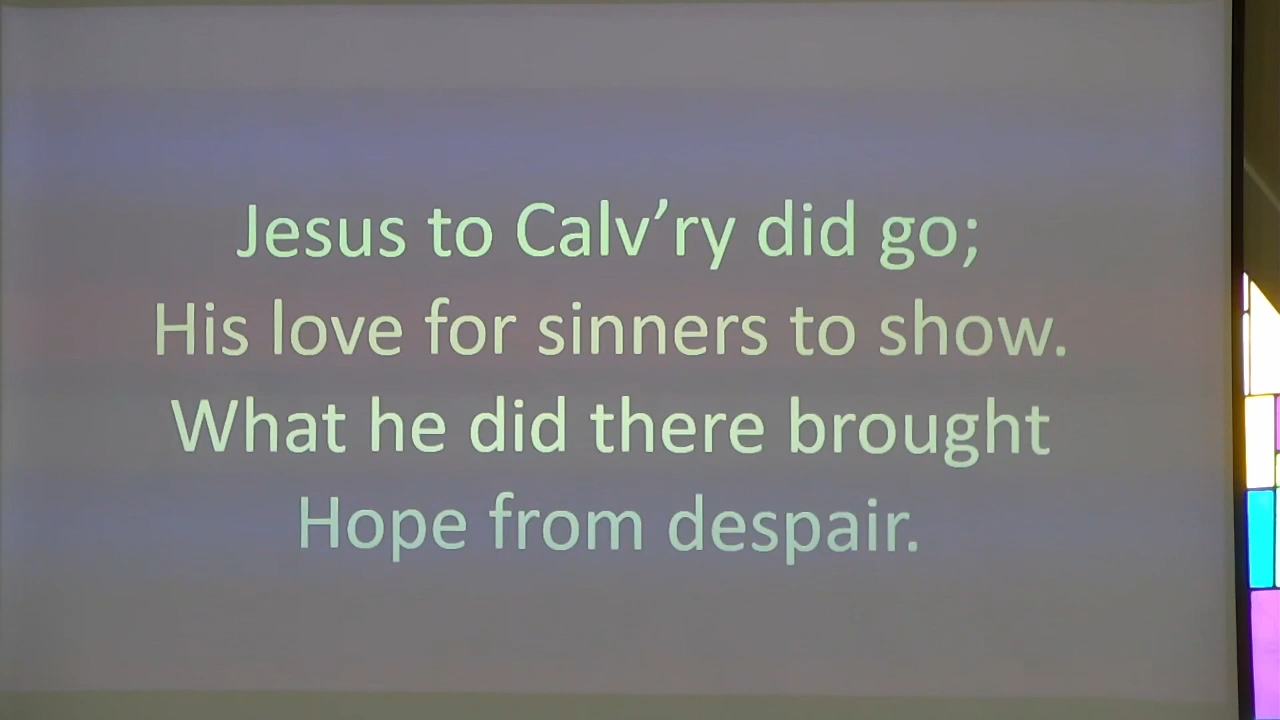 Jesus to Calv’ry did go;
His love for sinners to show.
What he did there brought
Hope from despair.